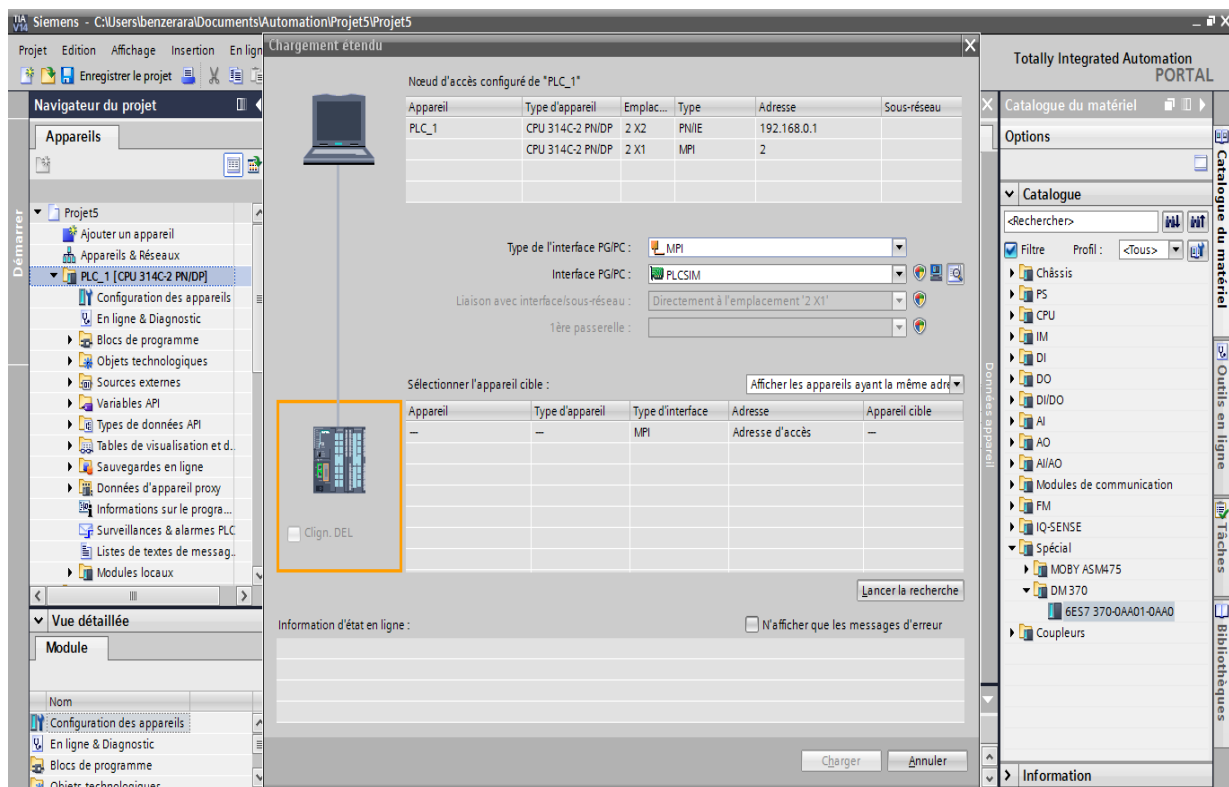 TIA V14 Siemens - C:\Users\benzerara\Documents\Automation\Projet5\Projet5
Projet Edition Affichage Insertion En lign
Enregistrer le projet
Totally Integrated Automation
PORTAL
Démarrer
Navigateur du projet
Appareils
Projet5
Ajouter un appareil
Appareils & Réseaux
PLC_1 [CPU 314C-2 PN/DP]
Configuration des appareils
En ligne & Diagnostic
Blocs de programme
Objets technologiques
Sources externes
Variables API
Types de données API
Tables de visualisation et d..
Sauvegardes en ligne
Données d'appareil proxy
Informations sur le progra...
Surveillances & alarmes PLC
Listes de textes de messag..
Modules locaux
Vue détaillée
Module
Nom
Configuration des appareils
En ligne & Diagnostic
Blocs de programme
Objets technologiques
Chargement étendu
Nœud d'accès configuré de "PLC_1"
Appareil Type d'appareil Emplac... Type Adresse Sous-réseau
PLC_1 CPU 314C-2 PN/DP 2 X2 PN/IE 192.168.0.1
CPU 314C-2 PN/DP 2 X1 MPI 2
Type de l'interface PG/PC : MPI
Interface PG/PC : PLCSIM
Liaison avec interface/sous-réseau : Directement à l'emplacement '2 X1'
1ère passerelle :
Sélectionner l'appareil cible : Afficher les appareils ayant la même adre
Appareil Type d'appareil Type d'interface Adresse Appareil cible
— — MPI Adresse d'accès —
Clign. DEL
Lancer la recherche
Information d'état en ligne : N'afficher que les messages d'erreur
Charger Annuler
Données appareil
Catalogue du matériel
Options
Catalogue
<Rechercher>
Filtre Profil : <Tous>
Châssis
PS
CPU
IM
DI
DO
DI/DO
AI
AO
AI/AO
Modules de communication
FM
IQ-SENSE
Spécial
MOBY ASM475
DM 370
6ES7 370-0AA01-0AA0
Coupleurs
Information
Catalogue du matériel
Outils en ligne
Tâches
Bibliothèques